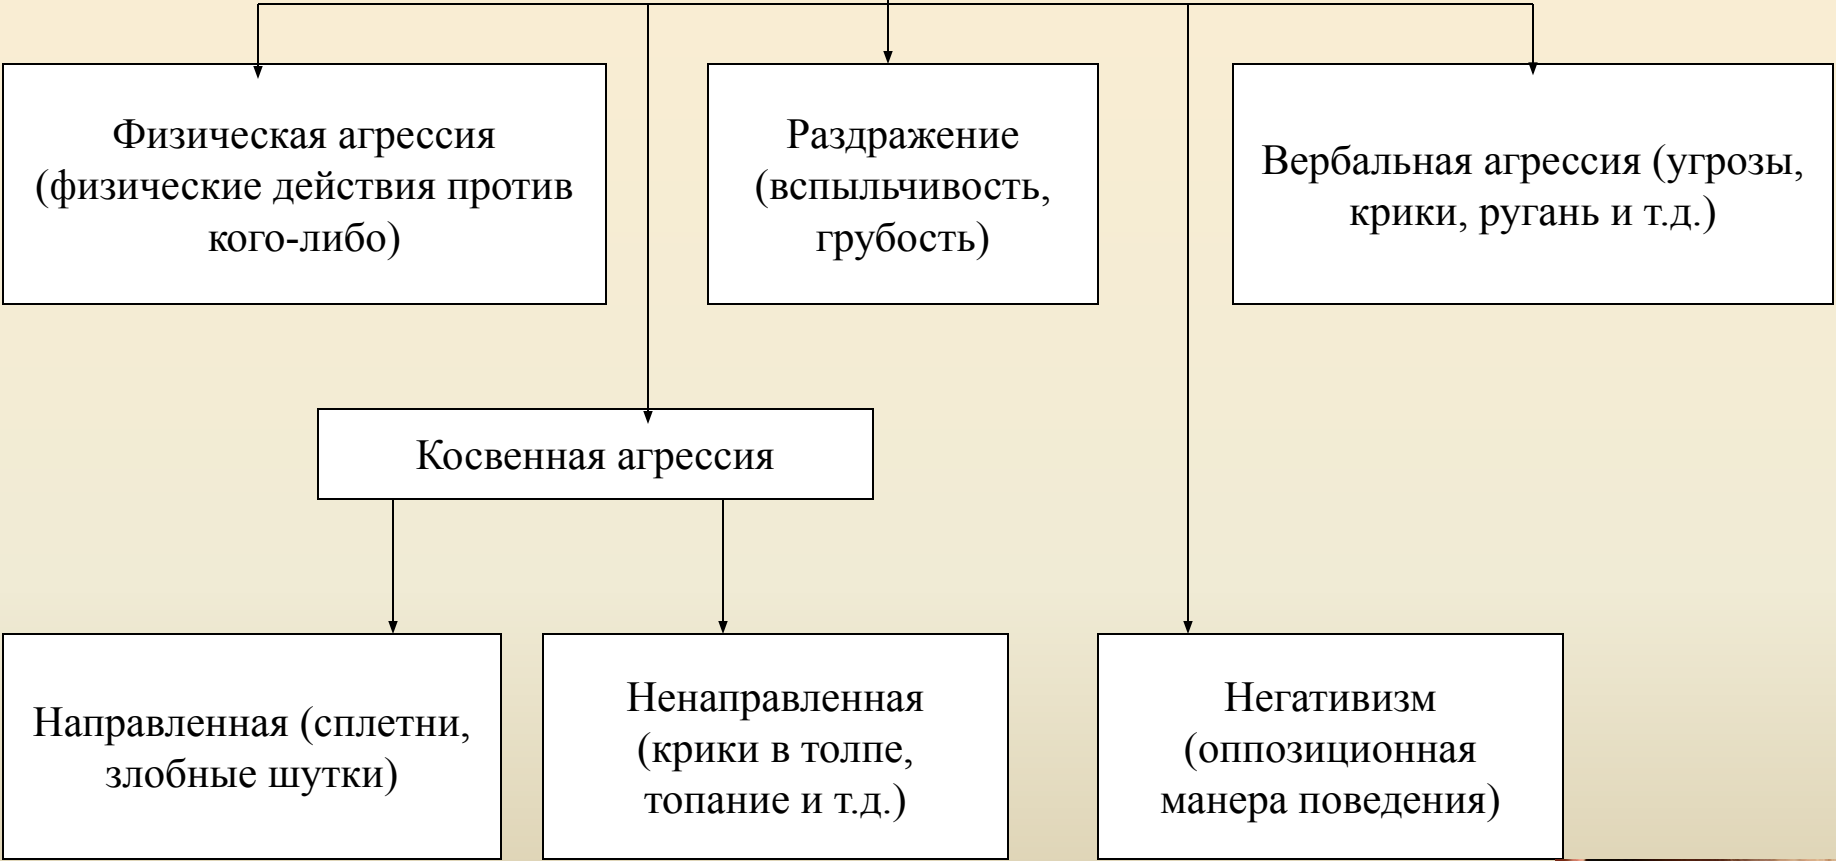 Физическая агрессия
(физические действия против
кого-либо)
Раздражение
(вспыльчивость,
грубость)
Вербальная агрессия (угрозы,
крики, ругань и т.д.)
Косвенная агрессия
Направленная (сплетни,
злобные шутки)
Ненаправленная
(крики в толпе,
топание и т.д.)
Негативизм
(оппозиционная
манера поведения)